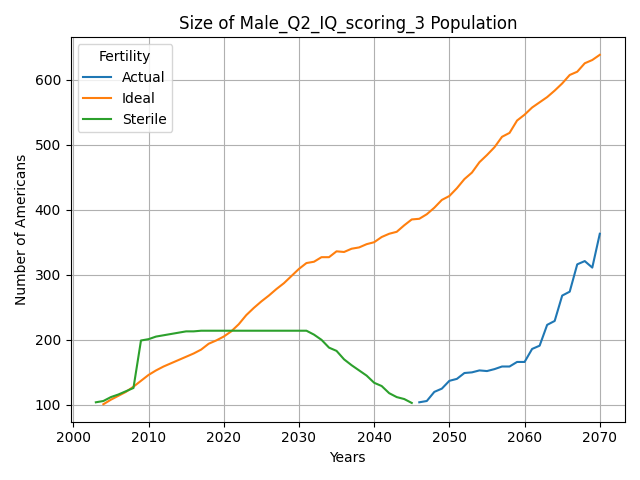 Size of Male_Q2_IQ_scoring_3 Population
Fertility
Actual
Ideal
Sterile
Number of Americans
600
500
400
300
200
100
2000 2010 2020 2030 2040 2050 2060 2070
Years